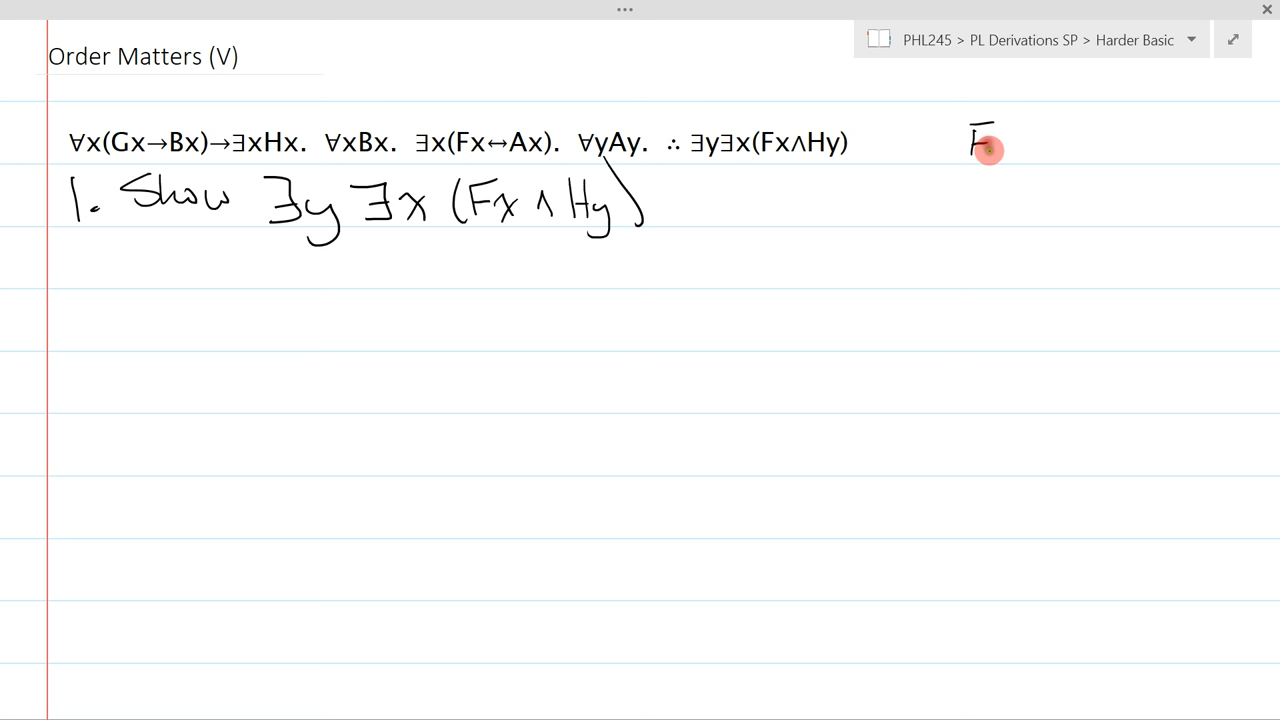 PHL245 > PL Derivations SP > Harder Basic
Order Matters (V)
∀x(Gx→Bx)→∃xHx. ∀xBx. ∃x(Fx↔Ax). ∀yAy. ∴ ∃y∃x(Fx∧Hy) F
1. Show ∃y ∃x (Fx ∧ Hy)